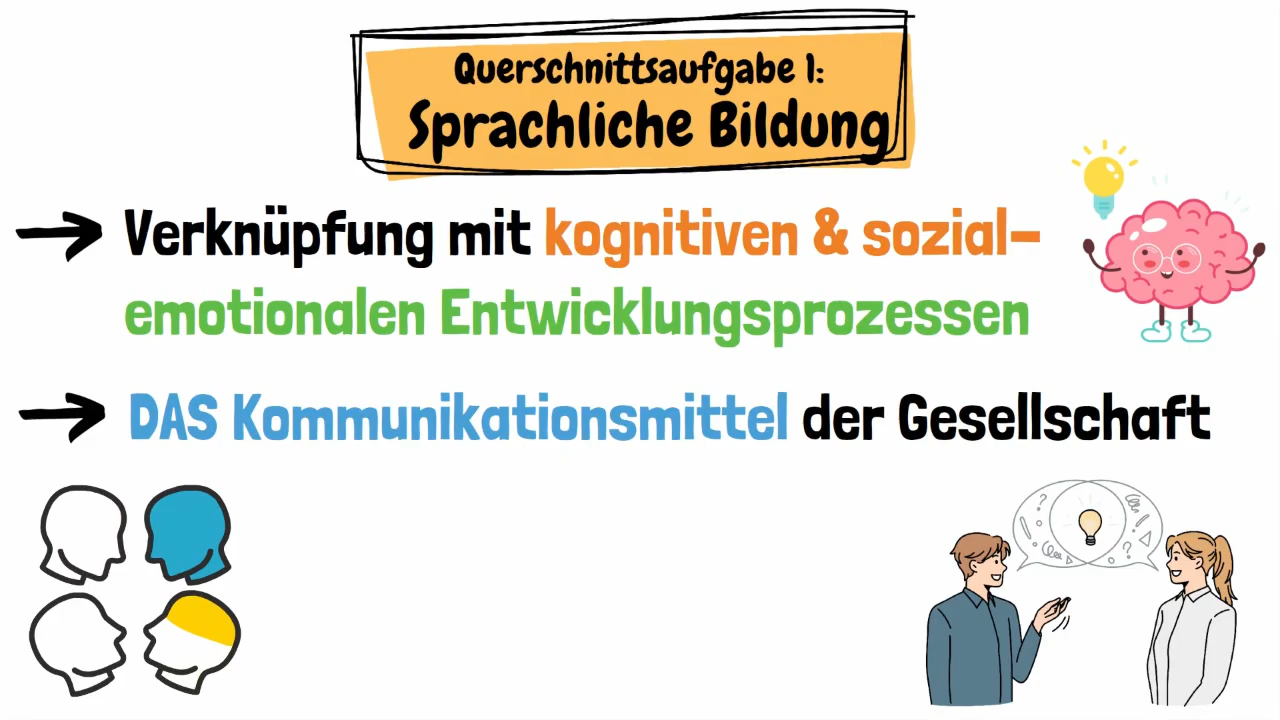 Querschnittsaufgabe 1:
Sprachliche Bildung
Verknüpfung mit kognitiven & sozial-
emotionalen Entwicklungsprozessen
DAS Kommunikationsmittel der Gesellschaft